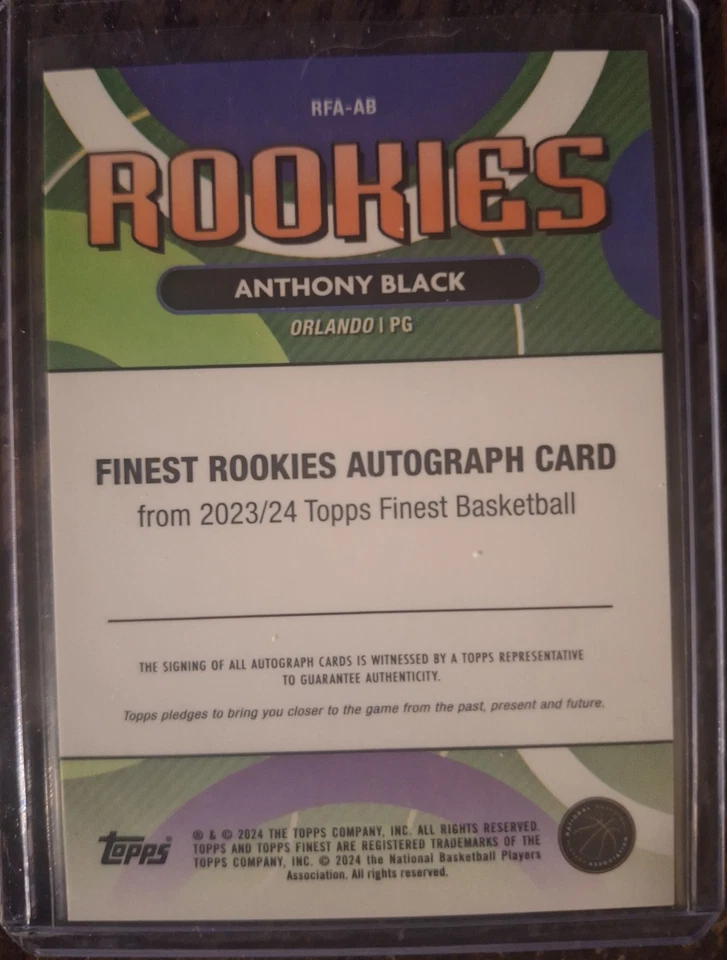 RFA-AB
ROOKIES
ANTHONY BLACK
ORLANDO | PG
FINEST ROOKIES AUTOGRAPH CARD
from 2023/24 Topps Finest Basketball
THE SIGNING OF ALL AUTOGRAPH CARDS IS WITNESSED BY A TOPPS REPRESENTATIVE
TO GUARANTEE AUTHENTICITY.
Topps pledges to bring you closer to the game from the past, present and future.
topps®
® & © 2024 THE TOPPS COMPANY, INC. ALL RIGHTS RESERVED.
TOPPS AND TOPPS FINEST ARE REGISTERED TRADEMARKS OF THE
TOPPS COMPANY, INC. © 2024 the National Basketball Players
Association. All rights reserved.